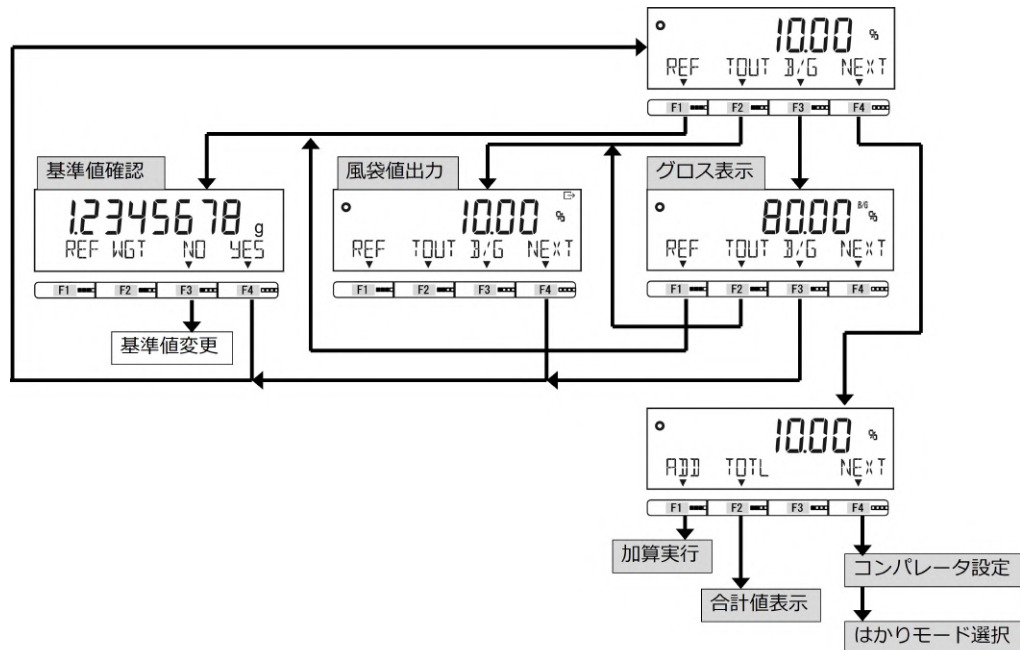 10.00 %
REF TOUT B/G NEXT
F1 F2 F3 F4
基準値確認
1.2345678 g
REF WGT NO YES
F1 F2 F3 F4
基準値変更
風袋値出力
10.00 %
REF TOUT B/G NEXT
F1 F2 F3 F4
グロス表示
80.00 B/G %
REF TOUT B/G NEXT
F1 F2 F3 F4
10.00 %
ADD TOTL NEXT
F1 F2 F3 F4
加算実行
合計値表示
コンパレータ設定
はかりモード選択